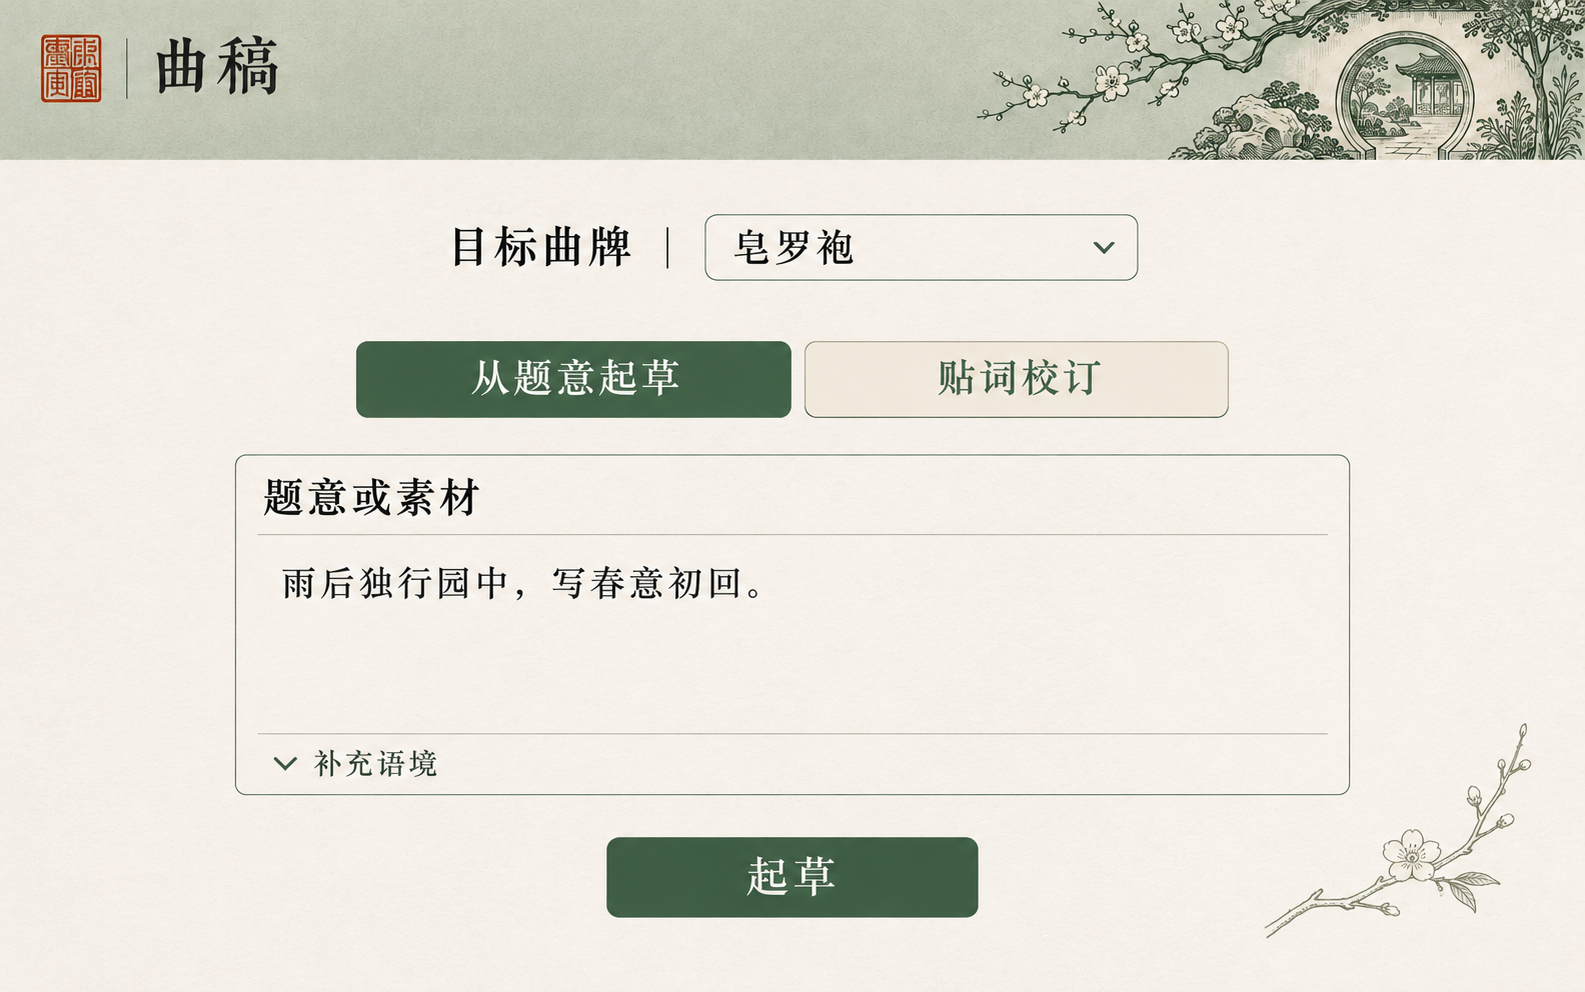 曲稿
目标曲牌 | 皂罗袍
从题意起草 贴词校订
题意或素材
雨后独行园中，写春意初回。
补充语境
起草